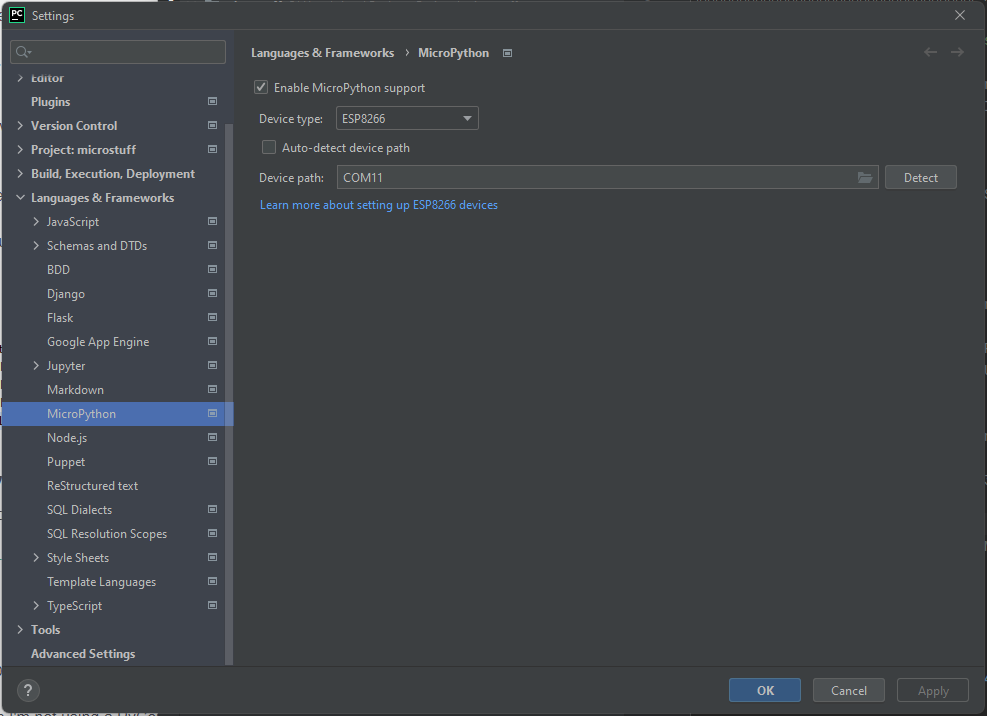 PC
Settings
Languages & Frameworks › MicroPython
Enable MicroPython support
Device type: ESP8266
Auto-detect device path
Device path: COM11 Detect
Learn more about setting up ESP8266 devices
Editor
Plugins
Version Control
Project: microstuff
Build, Execution, Deployment
Languages & Frameworks
JavaScript
Schemas and DTDs
BDD
Django
Flask
Google App Engine
Jupyter
Markdown
MicroPython
Node.js
Puppet
ReStructured text
SQL Dialects
SQL Resolution Scopes
Style Sheets
Template Languages
TypeScript
Tools
Advanced Settings
?
OK Cancel Apply